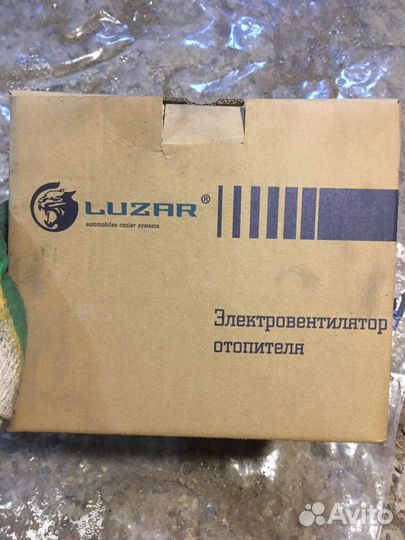 LUZAR®
automobiles cooler systems
Электровентилятор
отопителя
Avito